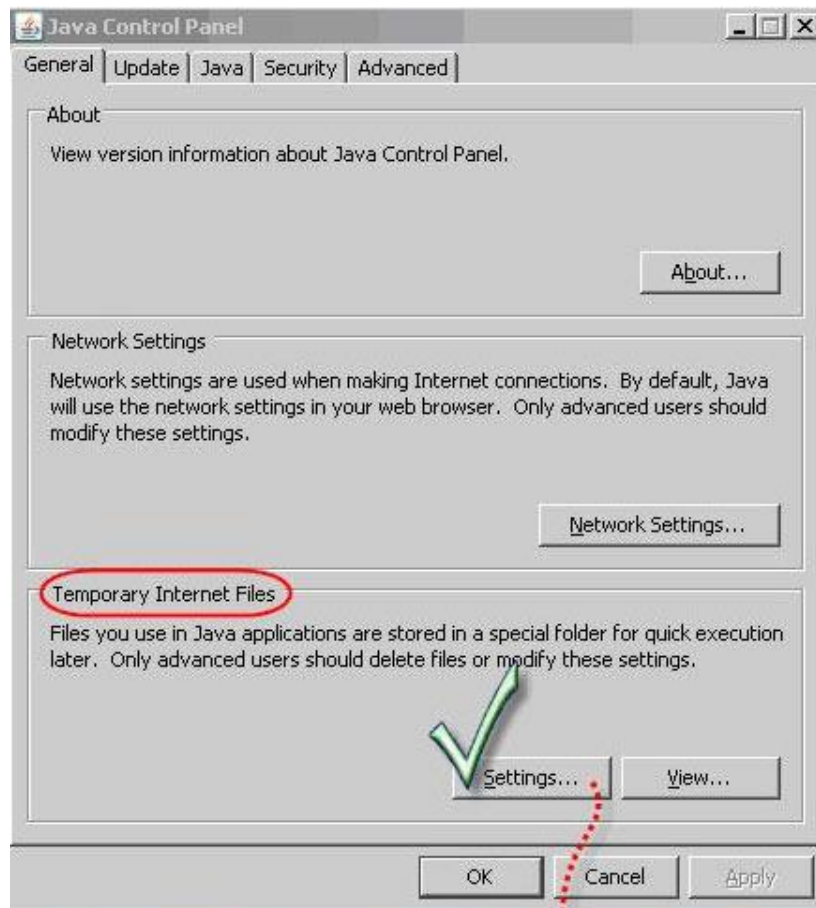 Java Control Panel
General Update Java Security Advanced
About
View version information about Java Control Panel.
About...
Network Settings
Network settings are used when making Internet connections. By default, Java
will use the network settings in your web browser. Only advanced users should
modify these settings.
Network Settings...
Temporary Internet Files
Files you use in Java applications are stored in a special folder for quick execution
later. Only advanced users should delete files or modify these settings.
Settings... View...
OK Cancel Apply